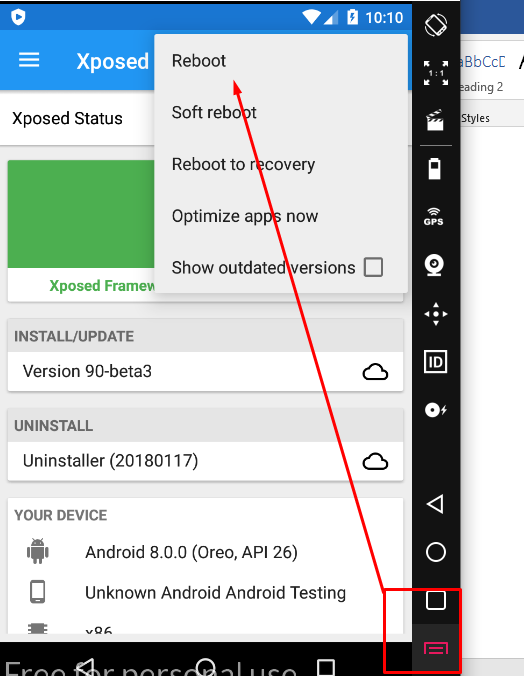 10:10
Xposed
Reboot
Soft reboot
Reboot to recovery
Optimize apps now
Show outdated versions
Xposed Status
Xposed Framew
INSTALL/UPDATE
Version 90-beta3
UNINSTALL
Uninstaller (20180117)
YOUR DEVICE
Android 8.0.0 (Oreo, API 26)
Unknown Android Android Testing
x86
Free for personal use
1:1
GPS
ID
aBbCcD
eading 2
Styles